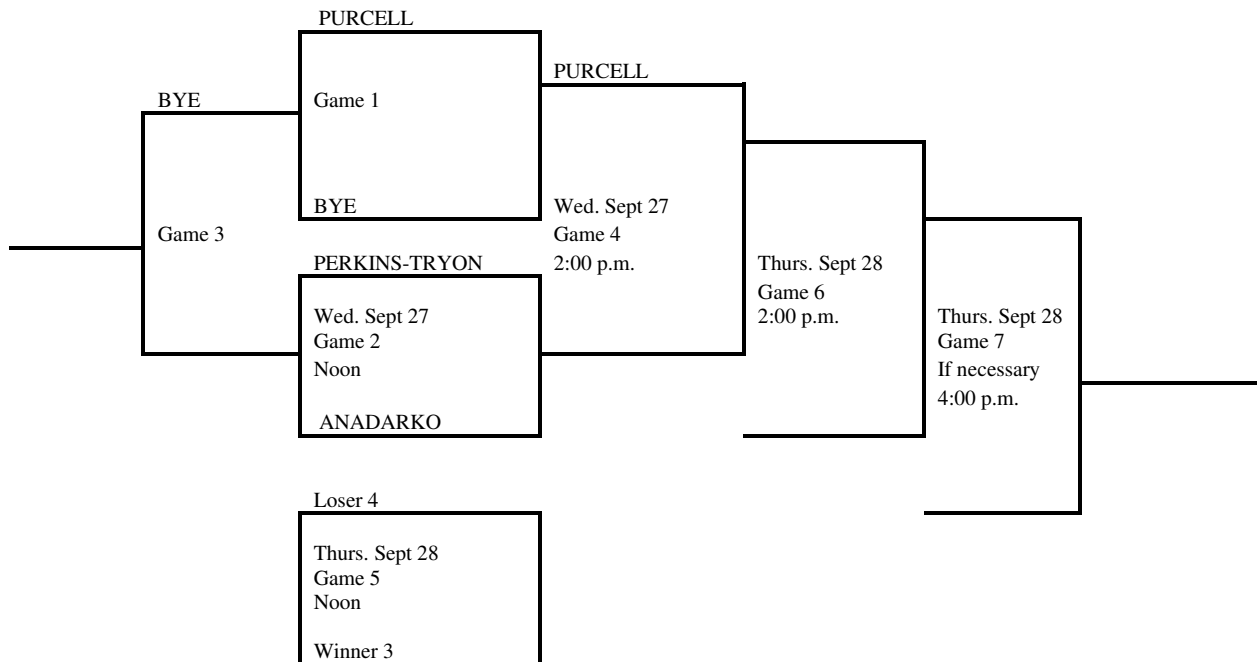 PURCELL
PURCELL
BYE
Game 1
BYE
Wed. Sept 27
Game 3
Game 4
PERKINS-TRYON
2:00 p.m.
Thurs. Sept 28
Game 6
Wed. Sept 27
2:00 p.m.
Thurs. Sept 28
Game 2
Game 7
Noon
If necessary
4:00 p.m.
ANADARKO
Loser 4
Thurs. Sept 28
Game 5
Noon
Winner 3